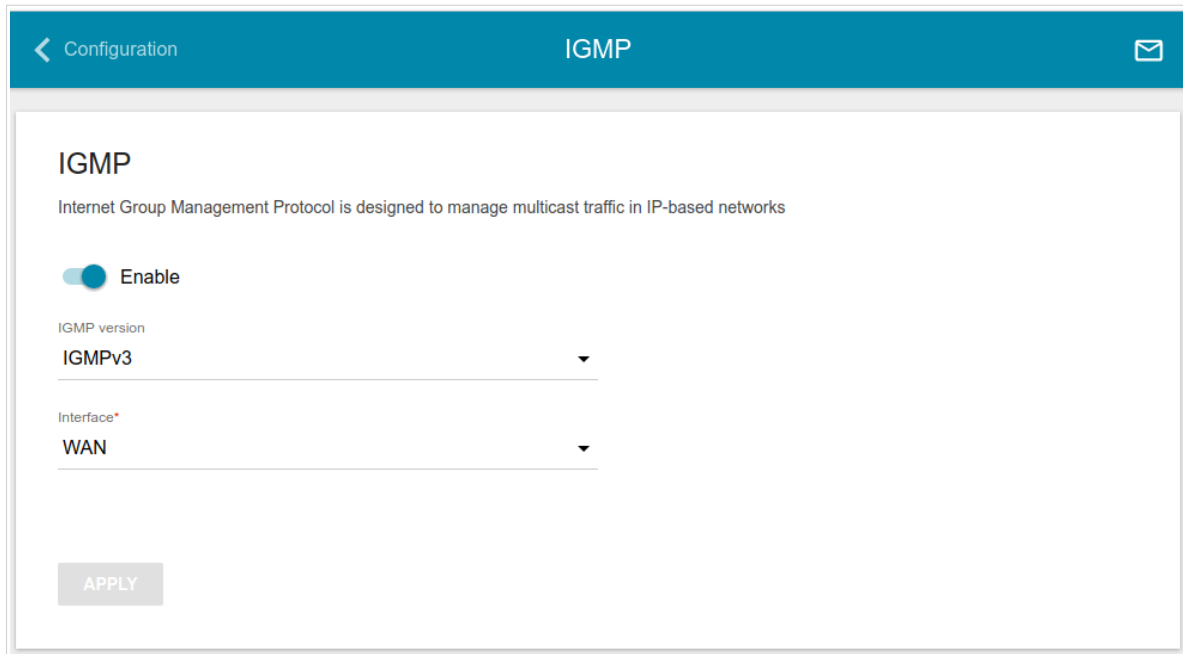 Configuration
IGMP
IGMP
Internet Group Management Protocol is designed to manage multicast traffic in IP-based networks
Enable
IGMP version
IGMPv3
Interface*
WAN
APPLY